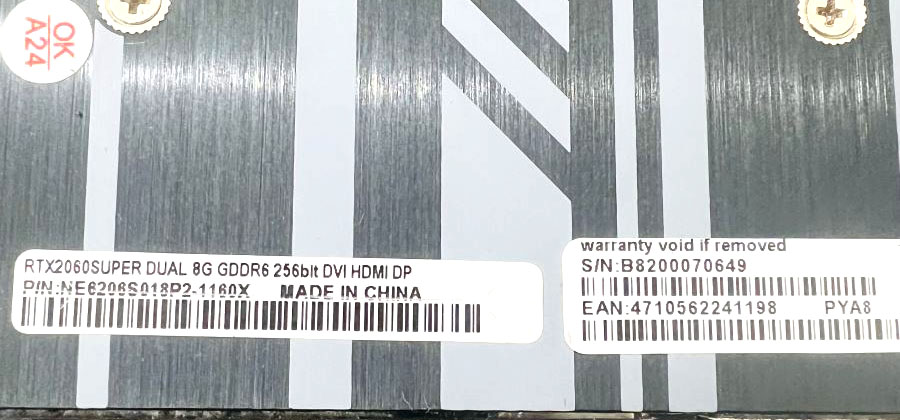 OK
A24
RTX2060SUPER DUAL 8G GDDR6 256bit DVI HDMI DP
P/N:NE6206S018P2-1160X MADE IN CHINA
warranty void if removed
S/N:B8200070649
EAN:4710562241198 PYA8